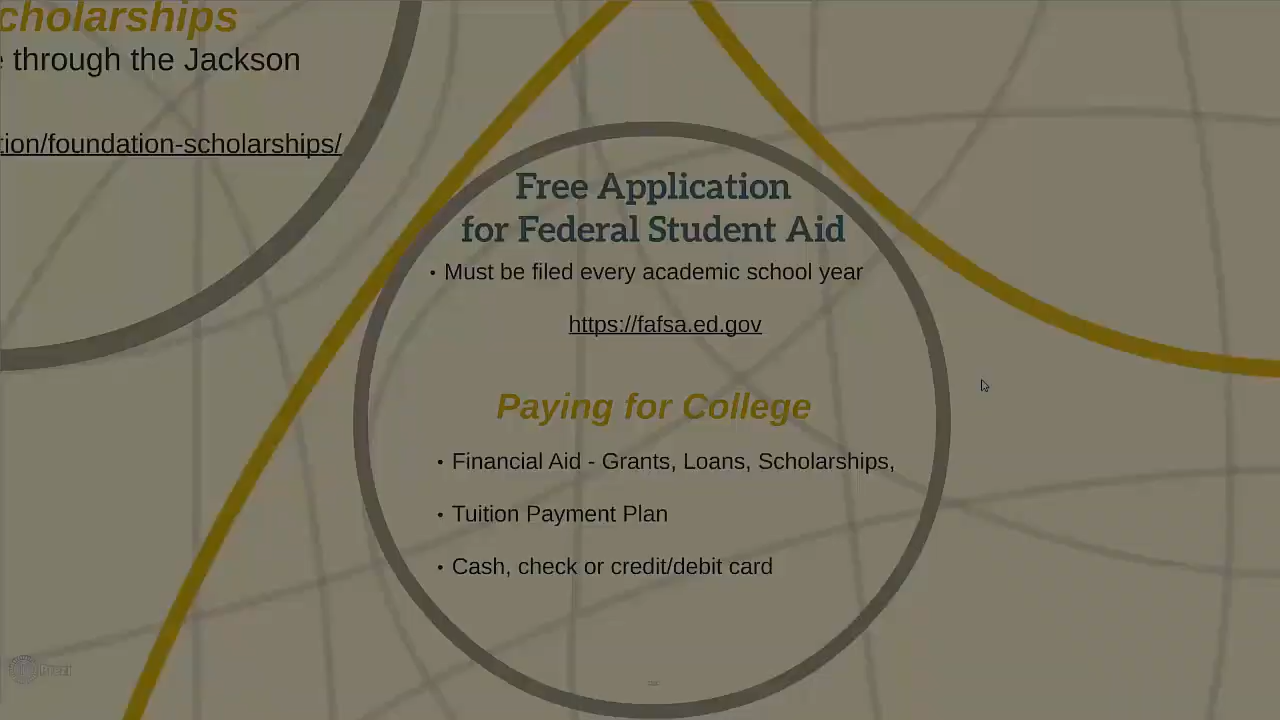 cholarships
e through the Jackson
tion/foundation-scholarships/
Free Application
for Federal Student Aid
• Must be filed every academic school year
https://fafsa.ed.gov
Paying for College
• Financial Aid - Grants, Loans, Scholarships,
• Tuition Payment Plan
• Cash, check or credit/debit card
Prezi